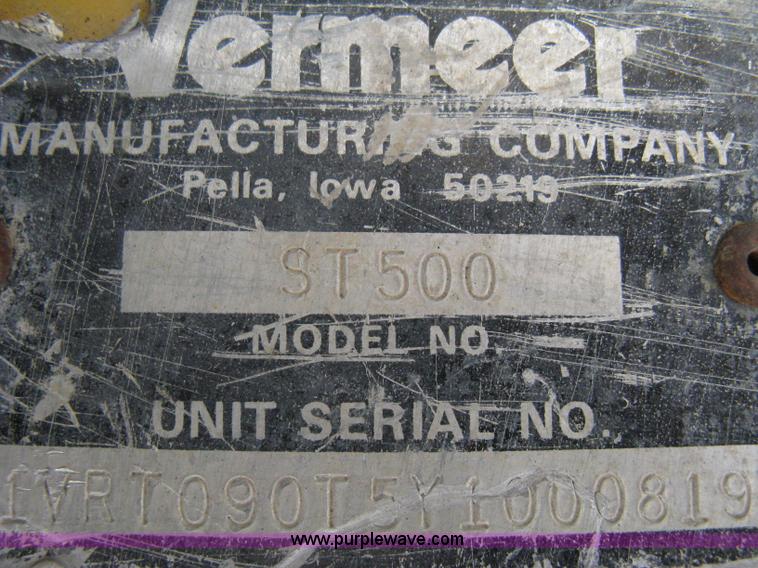 Vermeer
MANUFACTURING COMPANY
Pella, Iowa 50219
ST500
MODEL NO.
UNIT SERIAL NO.
1VRT090T5Y1000819
www.purplewave.com